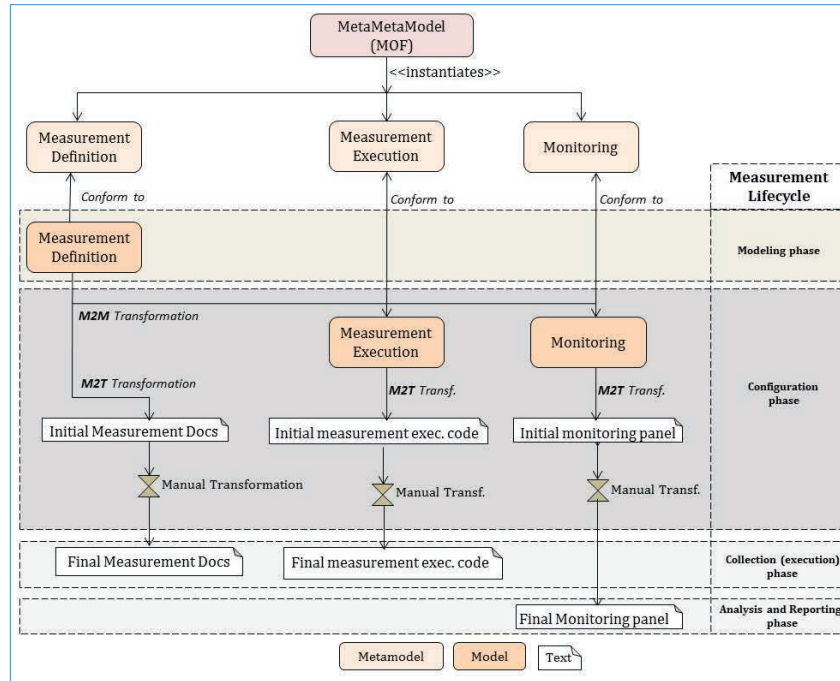 MetaMetaModel
(MOF)
<<instantiates>>
Measurement
Definition
Measurement
Execution
Monitoring
Measurement
Lifecycle
Conform to
Conform to
Conform to
Measurement
Definition
Modeling phase
M2M Transformation
Measurement
Execution
Monitoring
M2T Transformation
M2T Transf.
M2T Transf.
Configuration
phase
Initial Measurement Docs
Initial measurement exec. code
Initial monitoring panel
Manual Transformation
Manual Transf.
Manual Transf.
Final Measurement Docs
Final measurement exec. code
Collection (execution)
phase
Final Monitoring panel
Analysis and Reporting
phase
Metamodel
Model
Text